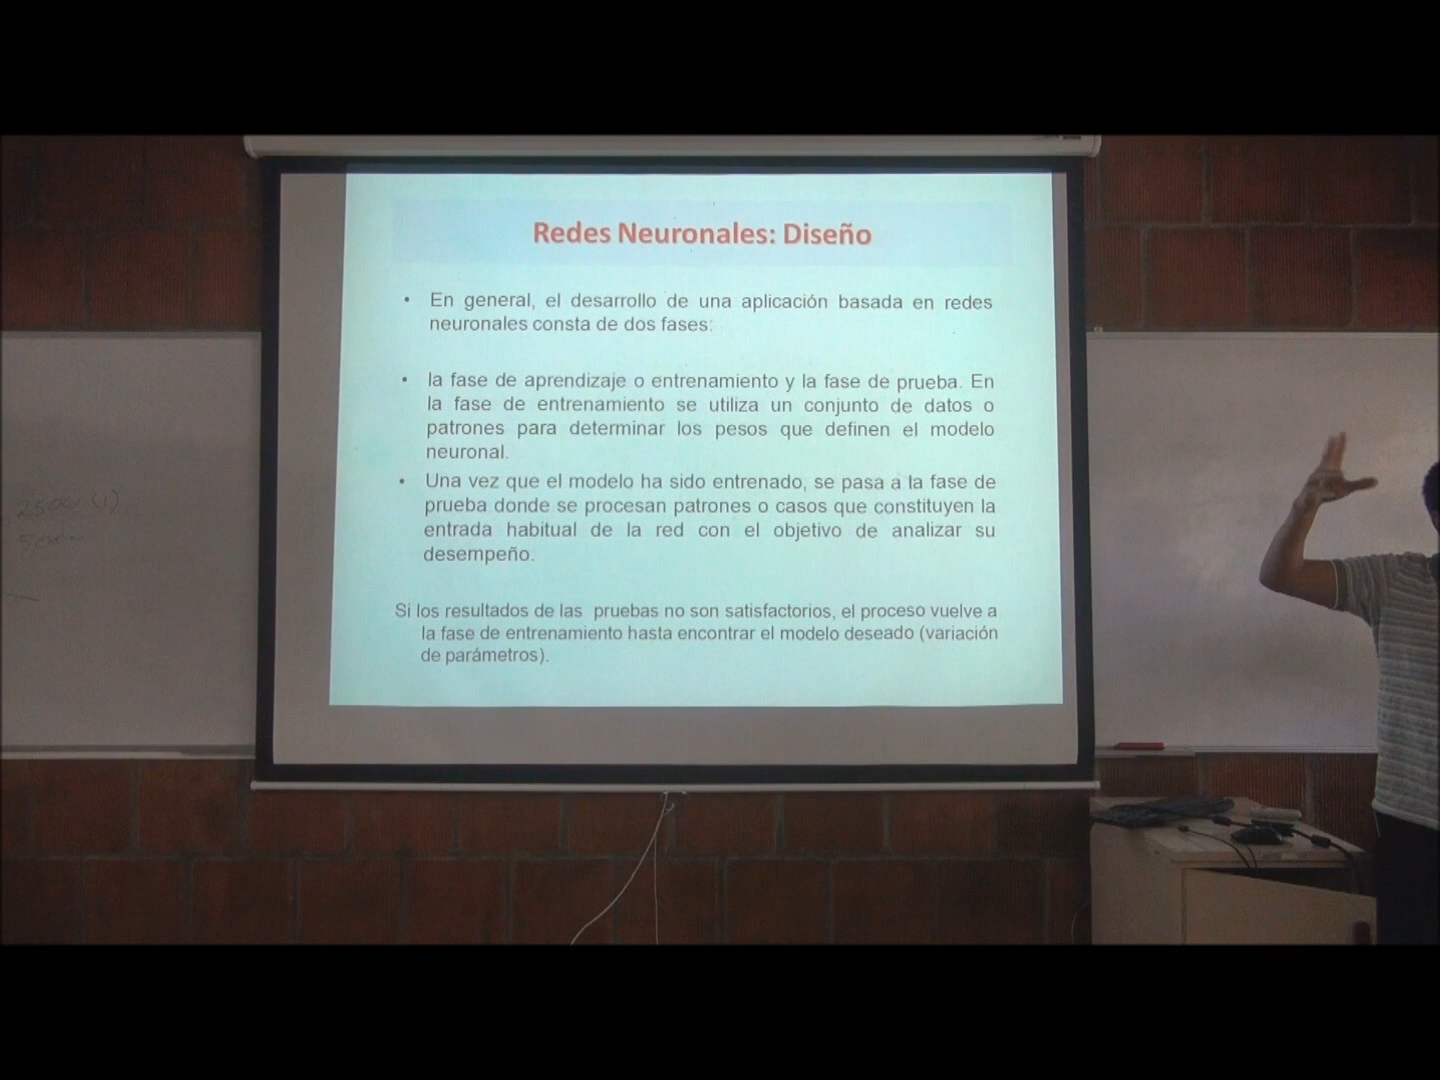 Redes Neuronales: Diseño
• En general, el desarrollo de una aplicación basada en redes
neuronales consta de dos fases:
• la fase de aprendizaje o entrenamiento y la fase de prueba. En
la fase de entrenamiento se utiliza un conjunto de datos o
patrones para determinar los pesos que definen el modelo
neuronal.
• Una vez que el modelo ha sido entrenado, se pasa a la fase de
prueba donde se procesan patrones o casos que constituyen la
entrada habitual de la red con el objetivo de analizar su
desempeño.
Si los resultados de las pruebas no son satisfactorios, el proceso vuelve a
la fase de entrenamiento hasta encontrar el modelo deseado (variación
de parámetros).